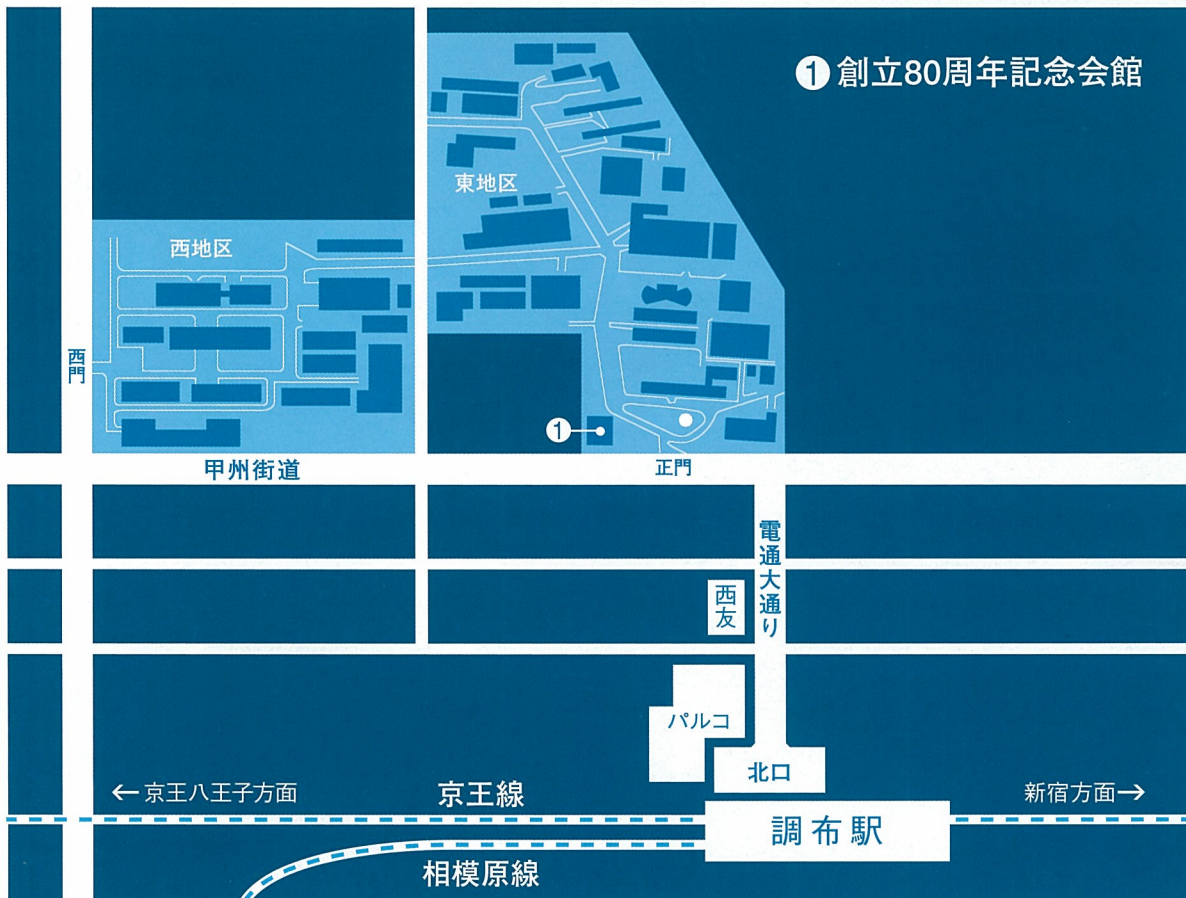 ① 創立80周年記念会館
東地区
西地区
西門
①
甲州街道
正門
電通大通り
西友
パルコ
北口
←京王八王子方面
京王線
新宿方面→
調布駅
相模原線